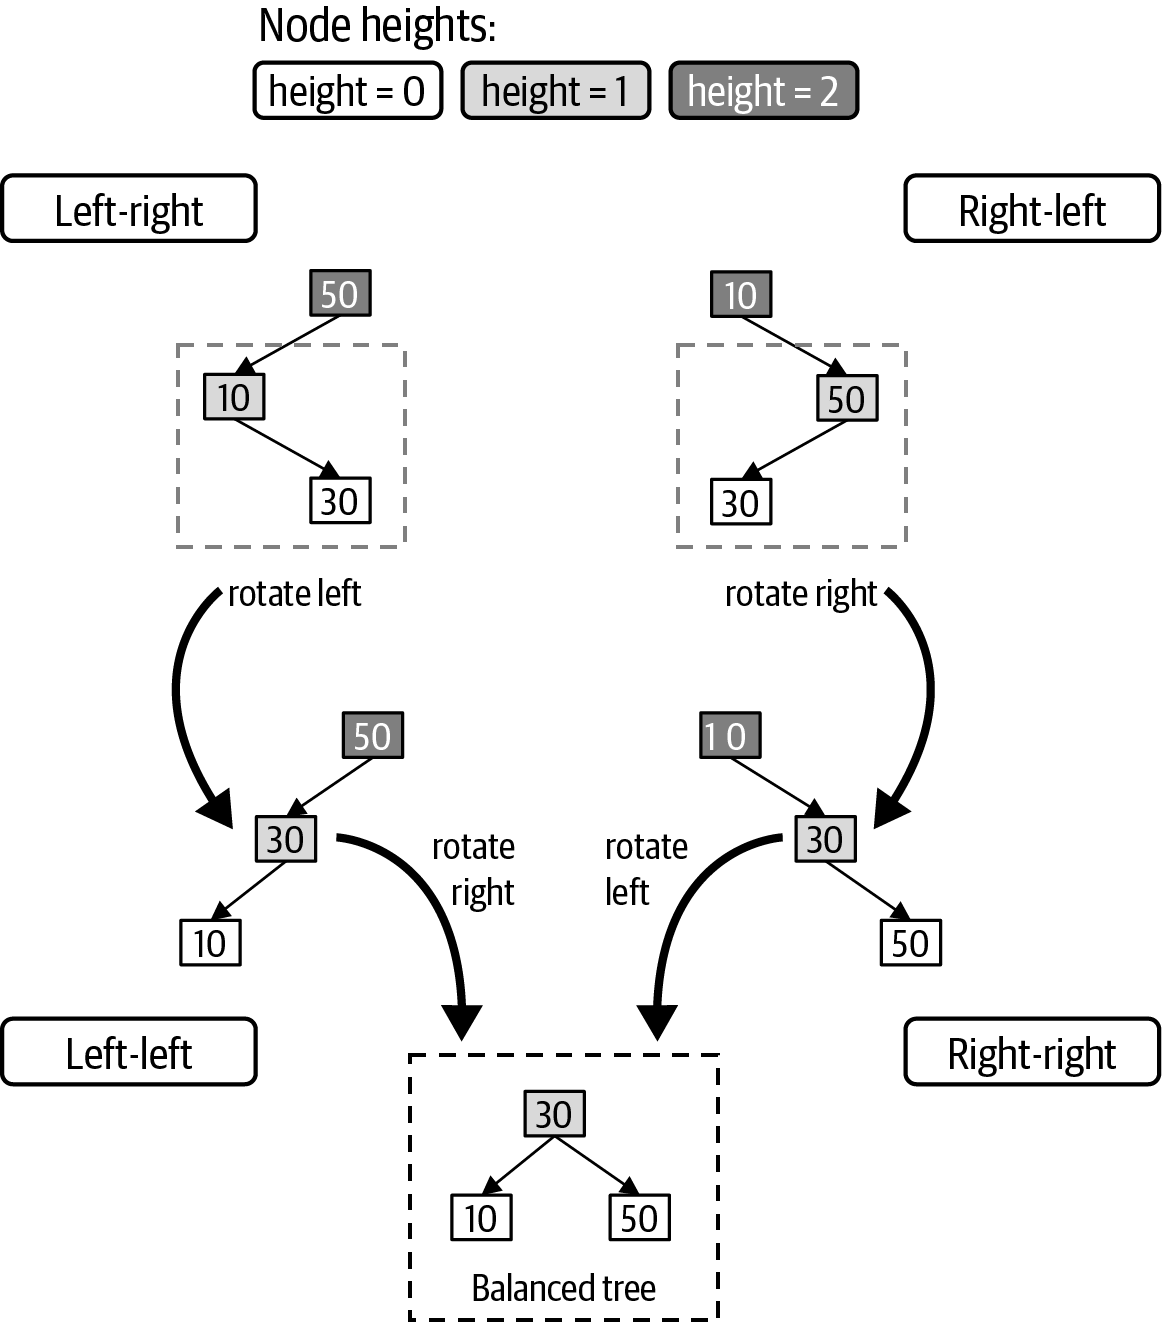 Node heights:
height = 0 height = 1 height = 2
Left-right Right-left
50 10
10 50
30 30
rotate left rotate right
50 1 0
30 30
rotate rotate
right left
10 50
Left-left Right-right
30
10 50
Balanced tree